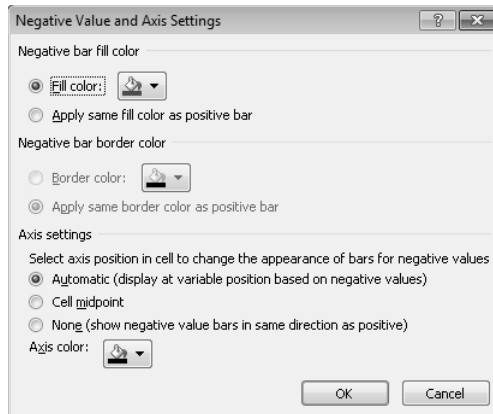 Negative Value and Axis Settings
Negative bar fill color
Fill color:
Apply same fill color as positive bar
Negative bar border color
Border color:
Apply same border color as positive bar
Axis settings
Select axis position in cell to change the appearance of bars for negative values
Automatic (display at variable position based on negative values)
Cell midpoint
None (show negative value bars in same direction as positive)
Axis color:
OK Cancel